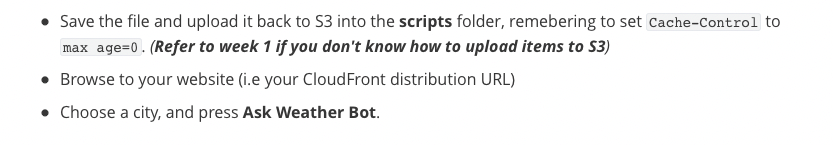 • Save the file and upload it back to S3 into the scripts folder, remebering to set Cache-Control to
max age=0. (Refer to week 1 if you don't know how to upload items to S3)
• Browse to your website (i.e your CloudFront distribution URL)
• Choose a city, and press Ask Weather Bot.